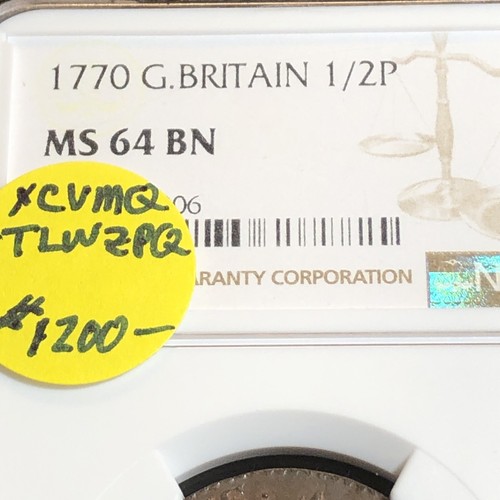 1770 G.BRITAIN 1/2P
MS 64 BN
06
XCVMQ
TLWZPQ
$1200—
ARANTY CORPORATION
N